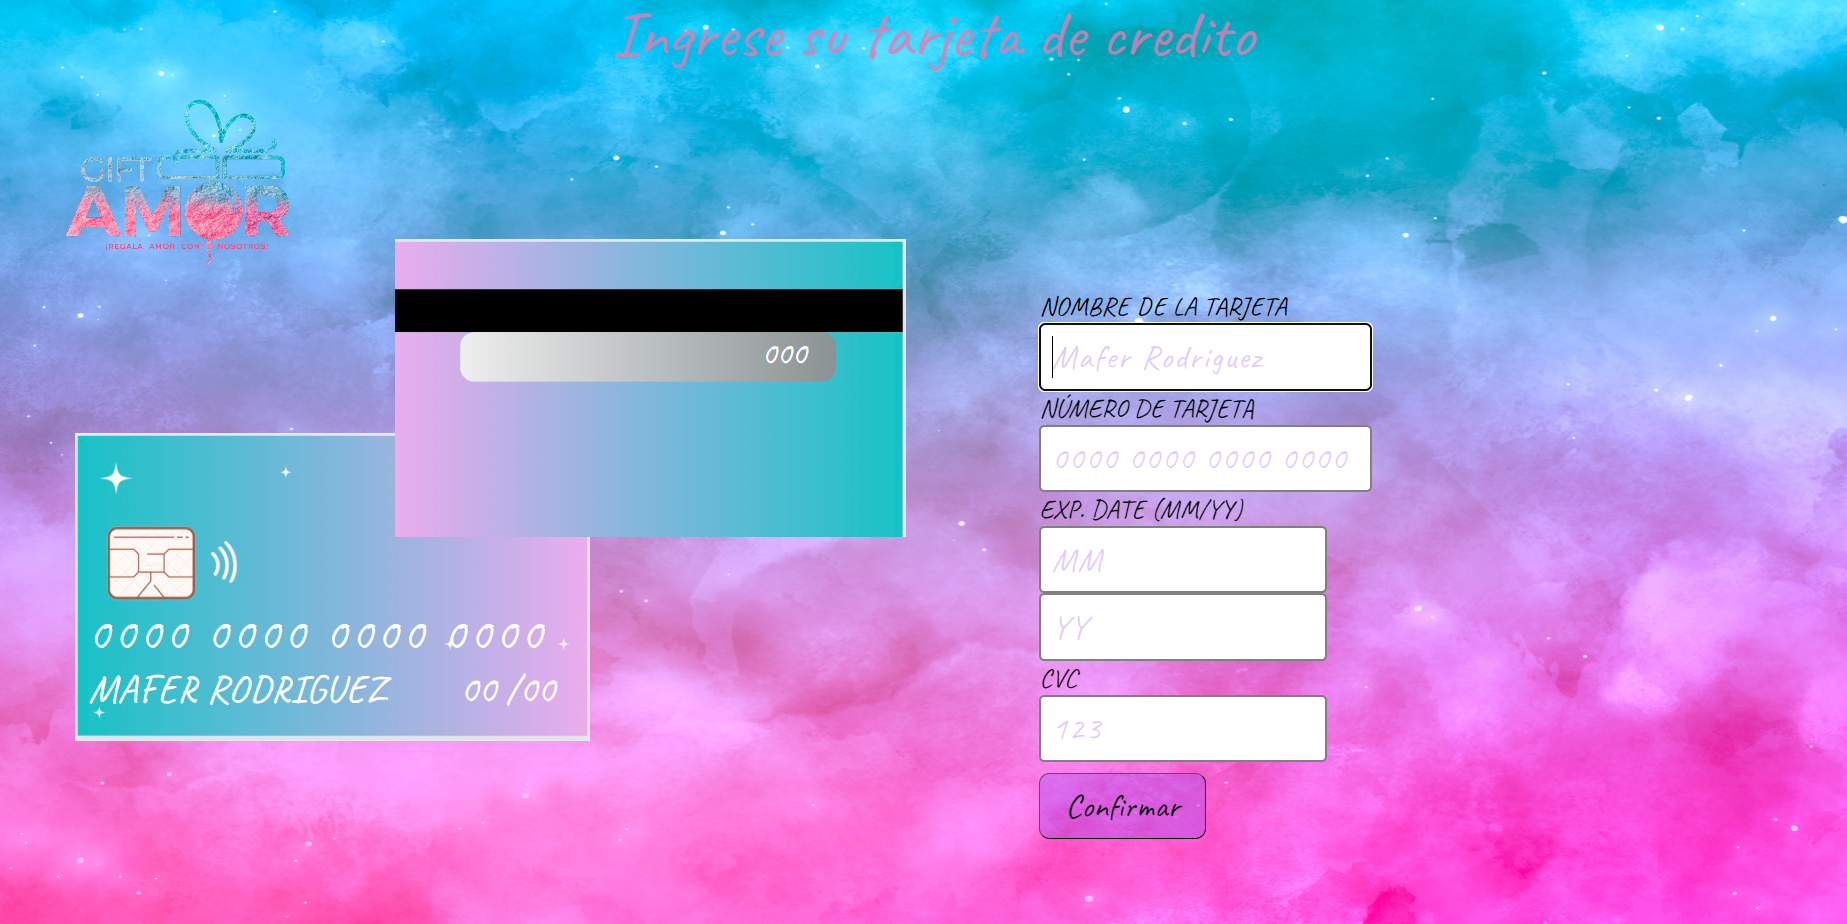 Ingrese su tarjeta de credito
GIFT
AMOR
¡REGALA AMOR CON NOSOTROS!
000
0000 0000 0000 0000
MAFER RODRIGUEZ 00/00
NOMBRE DE LA TARJETA
Mafer Rodriguez
NÚMERO DE TARJETA
0000 0000 0000 0000
EXP. DATE (MM/YY)
MM
YY
CVC
123
Confirmar